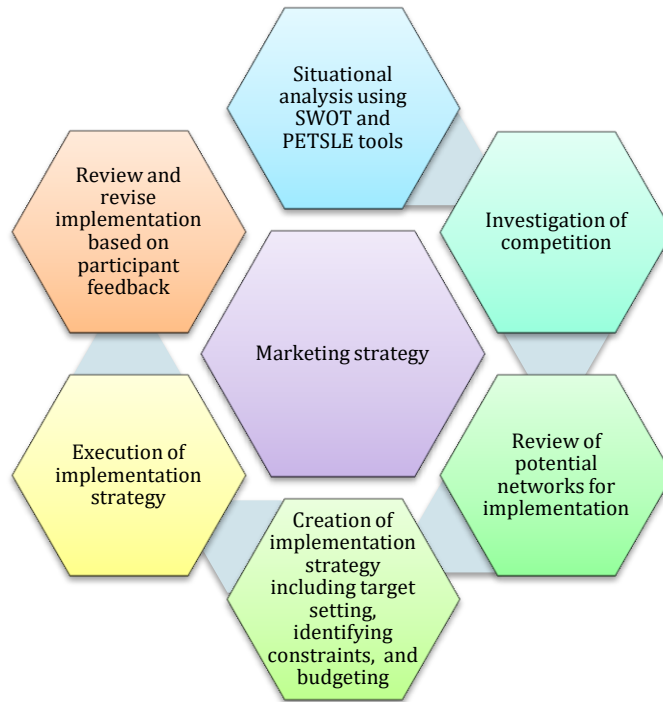 Situational
analysis using
SWOT and
PETSLE tools
Investigation of
competition
Review of
potential
networks for
implementation
Creation of
implementation
strategy
including target
setting,
identifying
constraints, and
budgeting
Execution of
implementation
strategy
Review and
revise
implementation
based on
participant
feedback
Marketing strategy